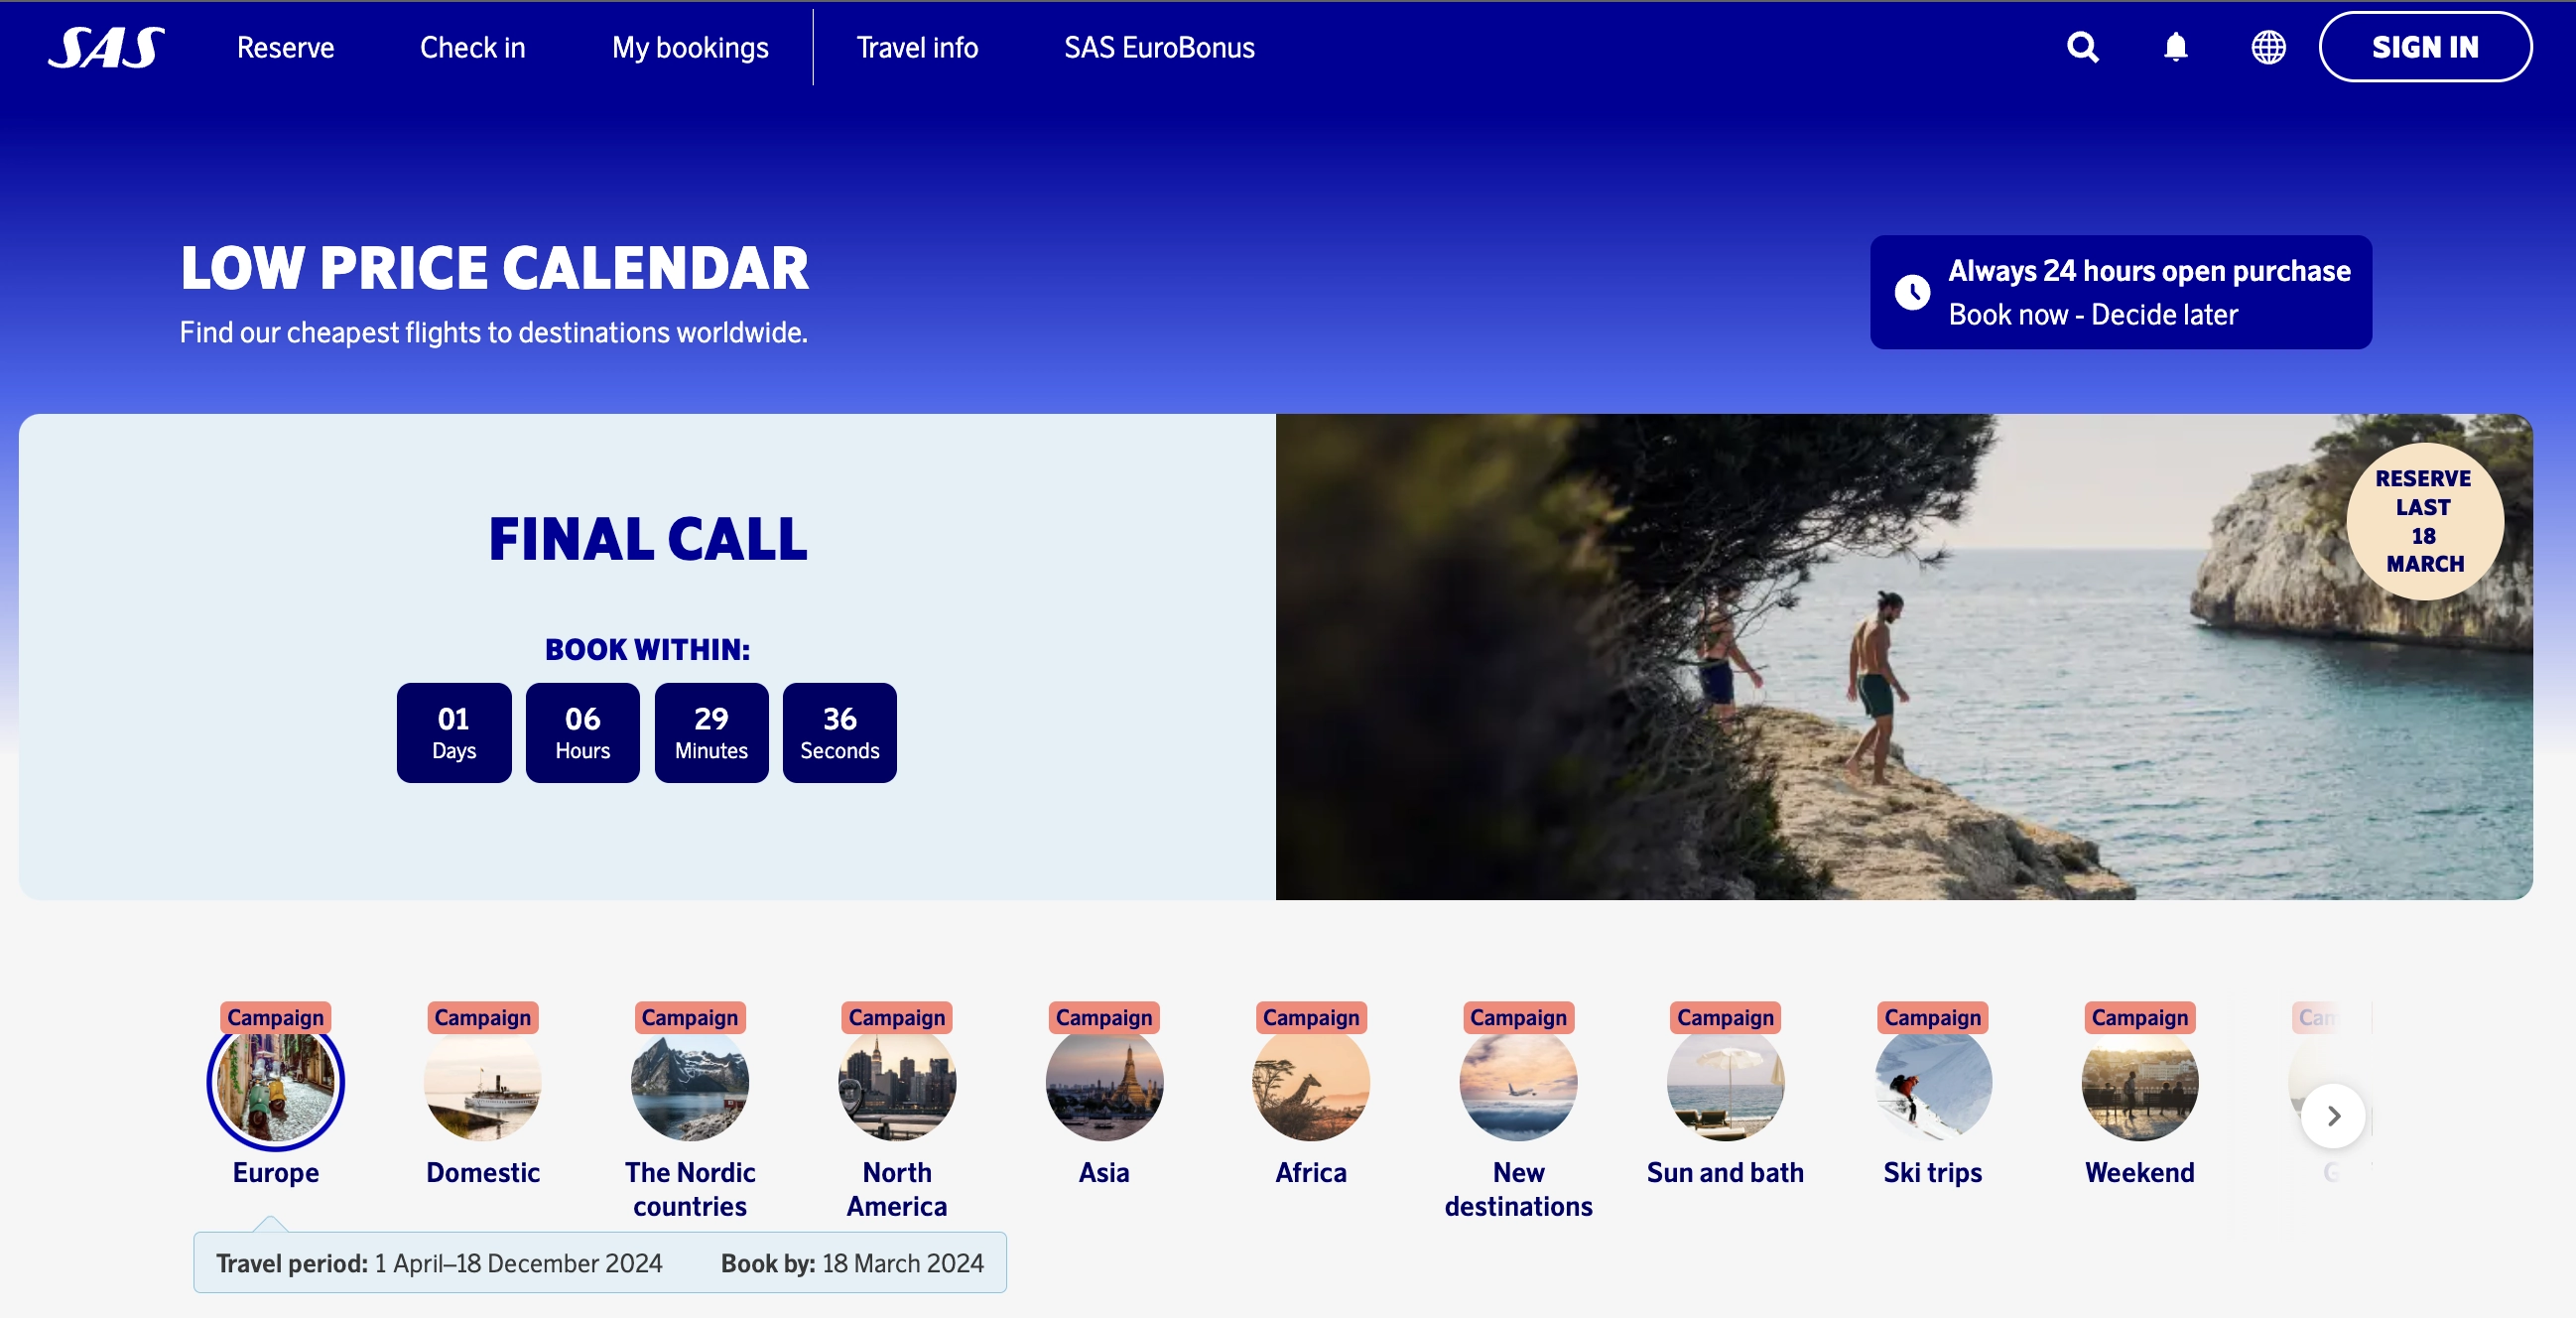 SAS
Reserve
Check in
My bookings
Travel info
SAS EuroBonus
SIGN IN
LOW PRICE CALENDAR
Find our cheapest flights to destinations worldwide.
Always 24 hours open purchase
Book now - Decide later
FINAL CALL
BOOK WITHIN:
01
Days
06
Hours
29
Minutes
36
Seconds
RESERVE
LAST
18
MARCH
Campaign
Europe
Campaign
Domestic
Campaign
The Nordic
countries
Campaign
North
America
Campaign
Asia
Campaign
Africa
Campaign
New
destinations
Campaign
Sun and bath
Campaign
Ski trips
Campaign
Weekend
Travel period: 1 April–18 December 2024
Book by: 18 March 2024